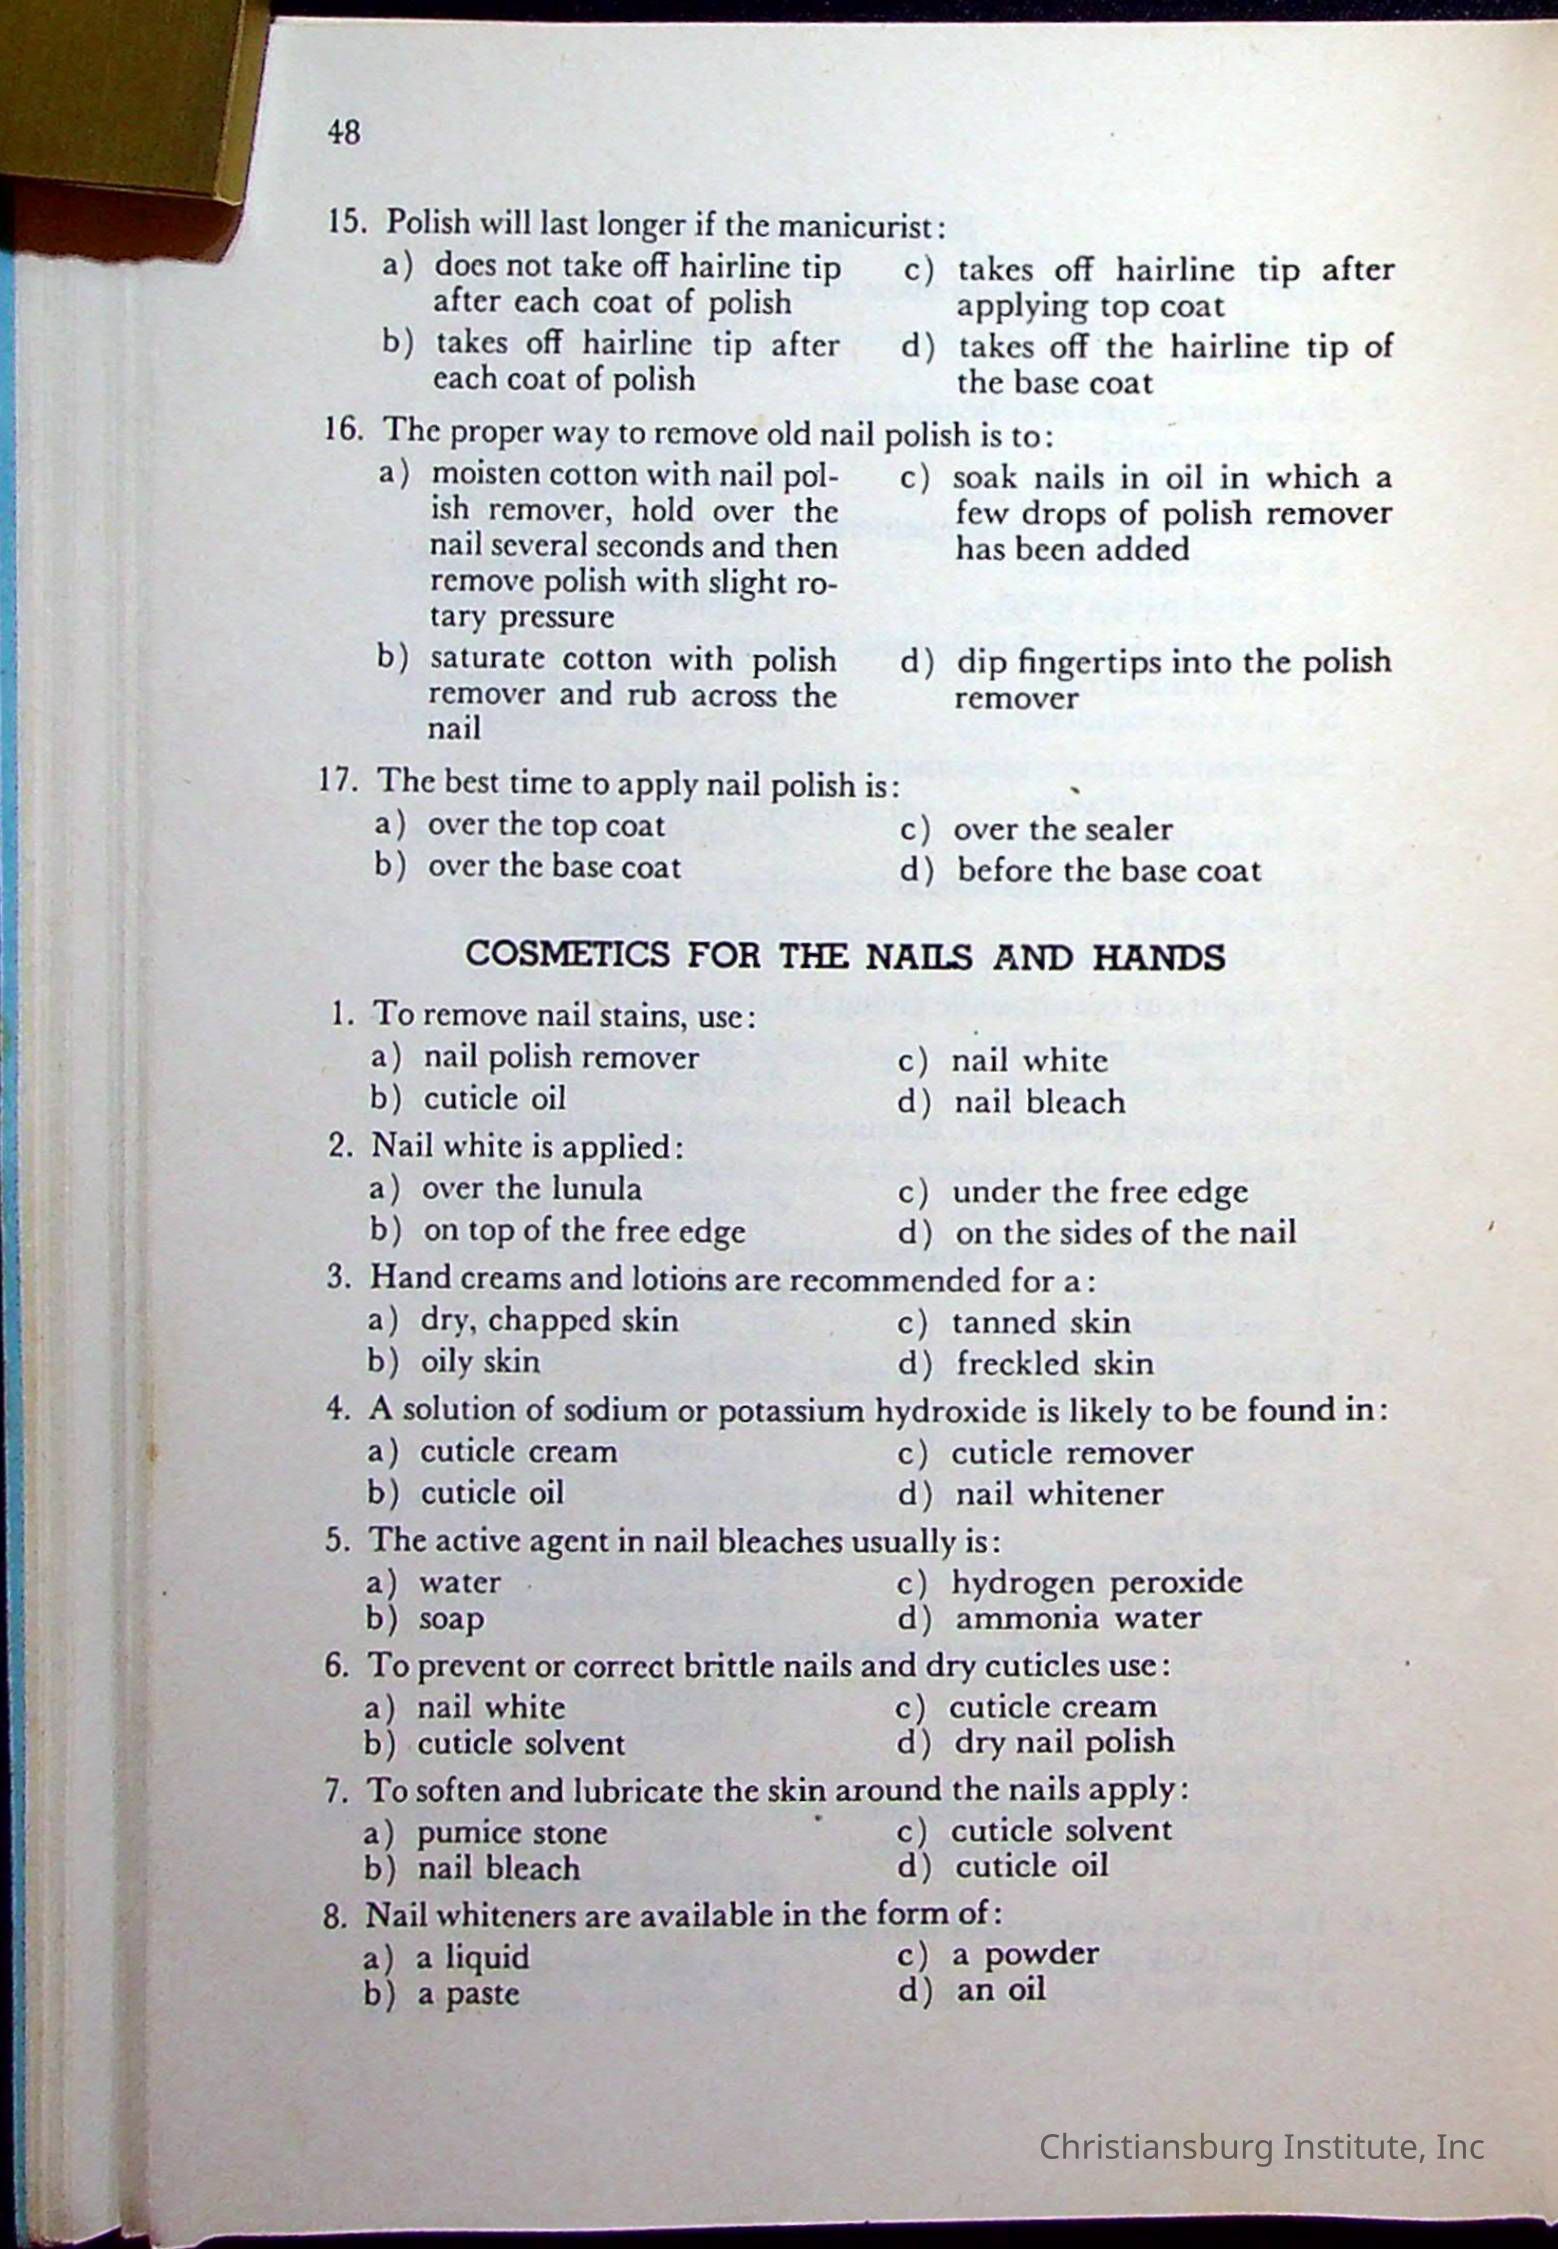 48
15. Polish will last longer if the manicurist:
a) does not take off hairline tip
after each coat of polish
b) takes off hairline tip after
each coat of polish
c) takes off hairline tip after
applying top coat
d) takes off the hairline tip of
the base coat
16. The proper way to remove old nail polish is to:
a) moisten cotton with nail pol-
ish remover, hold over the
nail several seconds and then
remove polish with slight ro-
tary pressure
b) saturate cotton with polish
remover and rub across the
nail
c) soak nails in oil in which a
few drops of polish remover
has been added
d) dip fingertips into the polish
remover
17. The best time to apply nail polish is:
a) over the top coat
b) over the base coat
c) over the sealer
d) before the base coat
COSMETICS FOR THE NAILS AND HANDS
1. To remove nail stains, use:
a) nail polish remover
b) cuticle oil
c) nail white
d) nail bleach
2. Nail white is applied:
a) over the lunula
b) on top of the free edge
c) under the free edge
d) on the sides of the nail
3. Hand creams and lotions are recommended for a:
a) dry, chapped skin
b) oily skin
c) tanned skin
d) freckled skin
4. A solution of sodium or potassium hydroxide is likely to be found in:
a) cuticle cream
b) cuticle oil
c) cuticle remover
d) nail whitener
5. The active agent in nail bleaches usually is:
a) water
b) soap
c) hydrogen peroxide
d) ammonia water
6. To prevent or correct brittle nails and dry cuticles use:
a) nail white
b) cuticle solvent
c) cuticle cream
d) dry nail polish
7. To soften and lubricate the skin around the nails apply:
a) pumice stone
b) nail bleach
c) cuticle solvent
d) cuticle oil
8. Nail whiteners are available in the form of:
a) a liquid
b) a paste
c) a powder
d) an oil
Christiansburg Institute, Inc